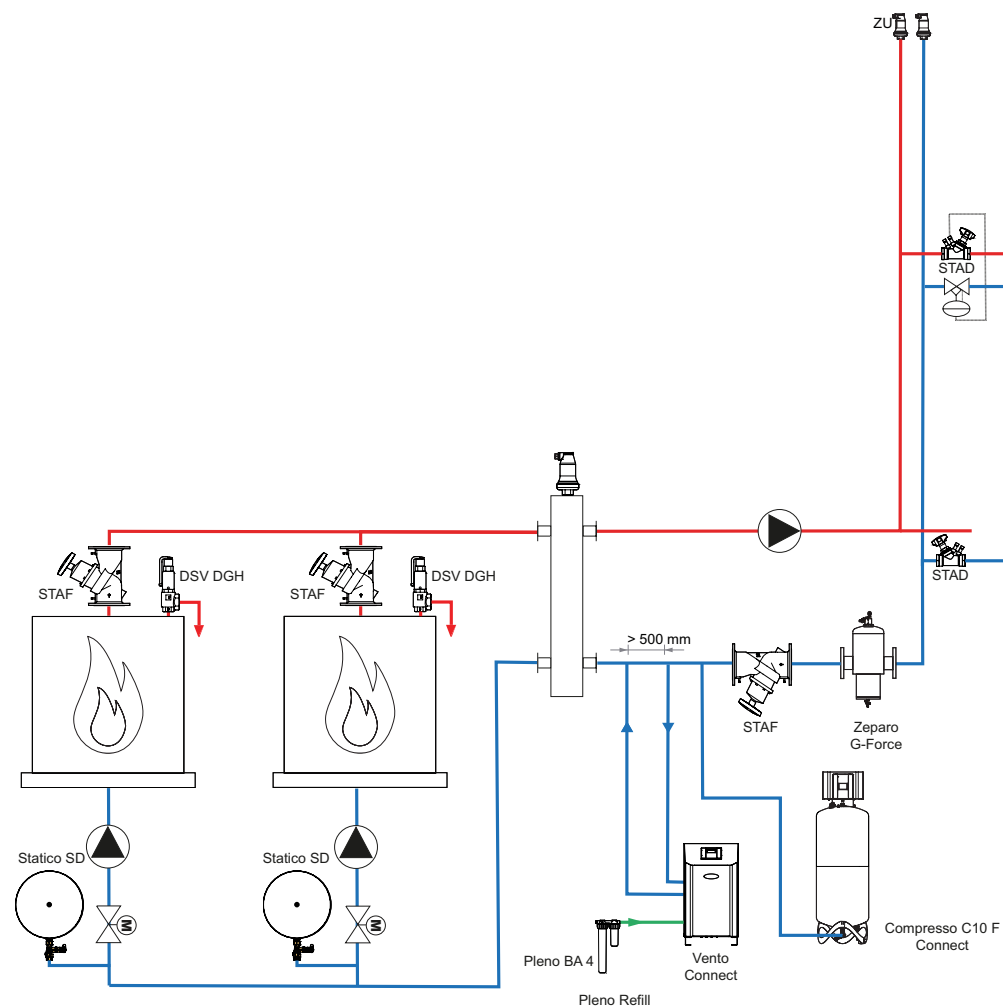 ZUT
STAD
DSV DGH
DSV DGH
STAF
STAF
STAD
> 500 mm
STAF
Zeparo
G-Force
Statico SD
Statico SD
M
M
Compresso C10 F
Connect
Pleno BA 4
Vento
Connect
Pleno Refill